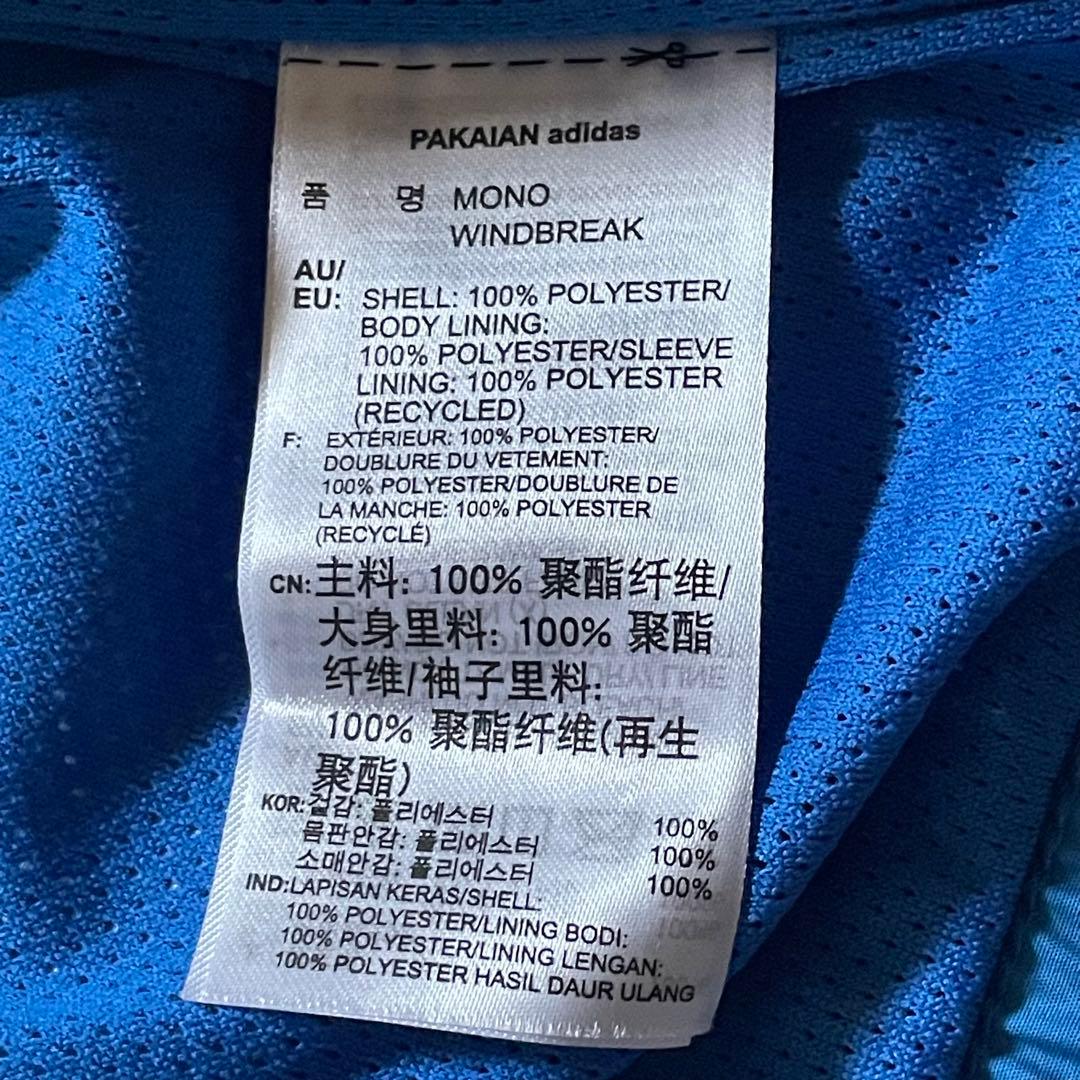 PAKAIAN adidas
품 명 MONO
WINDBREAK
AU/
EU: SHELL: 100% POLYESTER/
BODY LINING:
100% POLYESTER/SLEEVE
LINING: 100% POLYESTER
(RECYCLED)
F: EXTÉRIEUR: 100% POLYESTER/
DOUBLURE DU VETEMENT:
100% POLYESTER/DOUBLURE DE
LA MANCHE: 100% POLYESTER
(RECYCLÉ)
CN: 主料: 100% 聚酯纤维/
大身里料: 100% 聚酯
纤维/袖子里料:
100% 聚酯纤维(再生
聚酯)
KOR: 겉감: 폴리에스터 100%
몸판안감: 폴리에스터 100%
소매안감: 폴리에스터 100%
IND: LAPISAN KERAS/SHELL:
100% POLYESTER/LINING BODI:
100% POLYESTER/LINING LENGAN:
100% POLYESTER HASIL DAUR ULANG